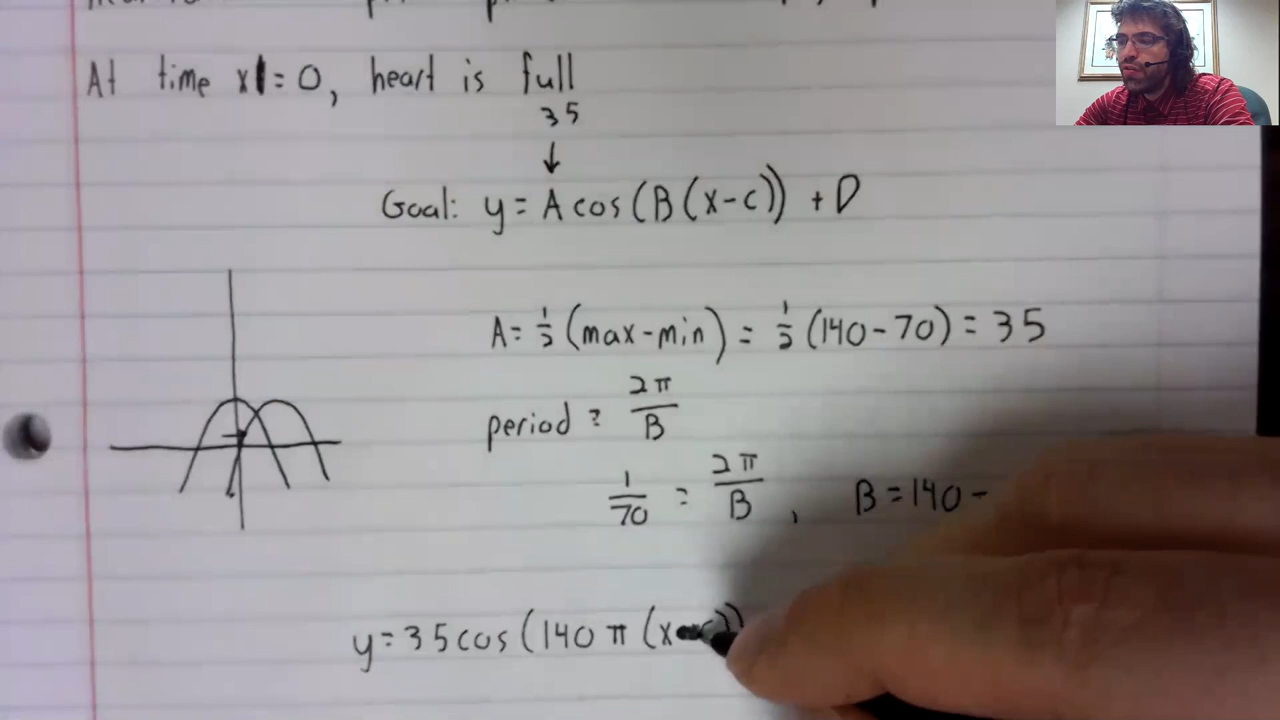 At time x = 0, heart is full
35
↓
Goal: y = A cos(B(x-c)) + D
A = 1/2 (max-min) = 1/2 (140-70) = 35
period = 2π/B
1/70 = 2π/B , B = 140
y = 35 cos(140π(x